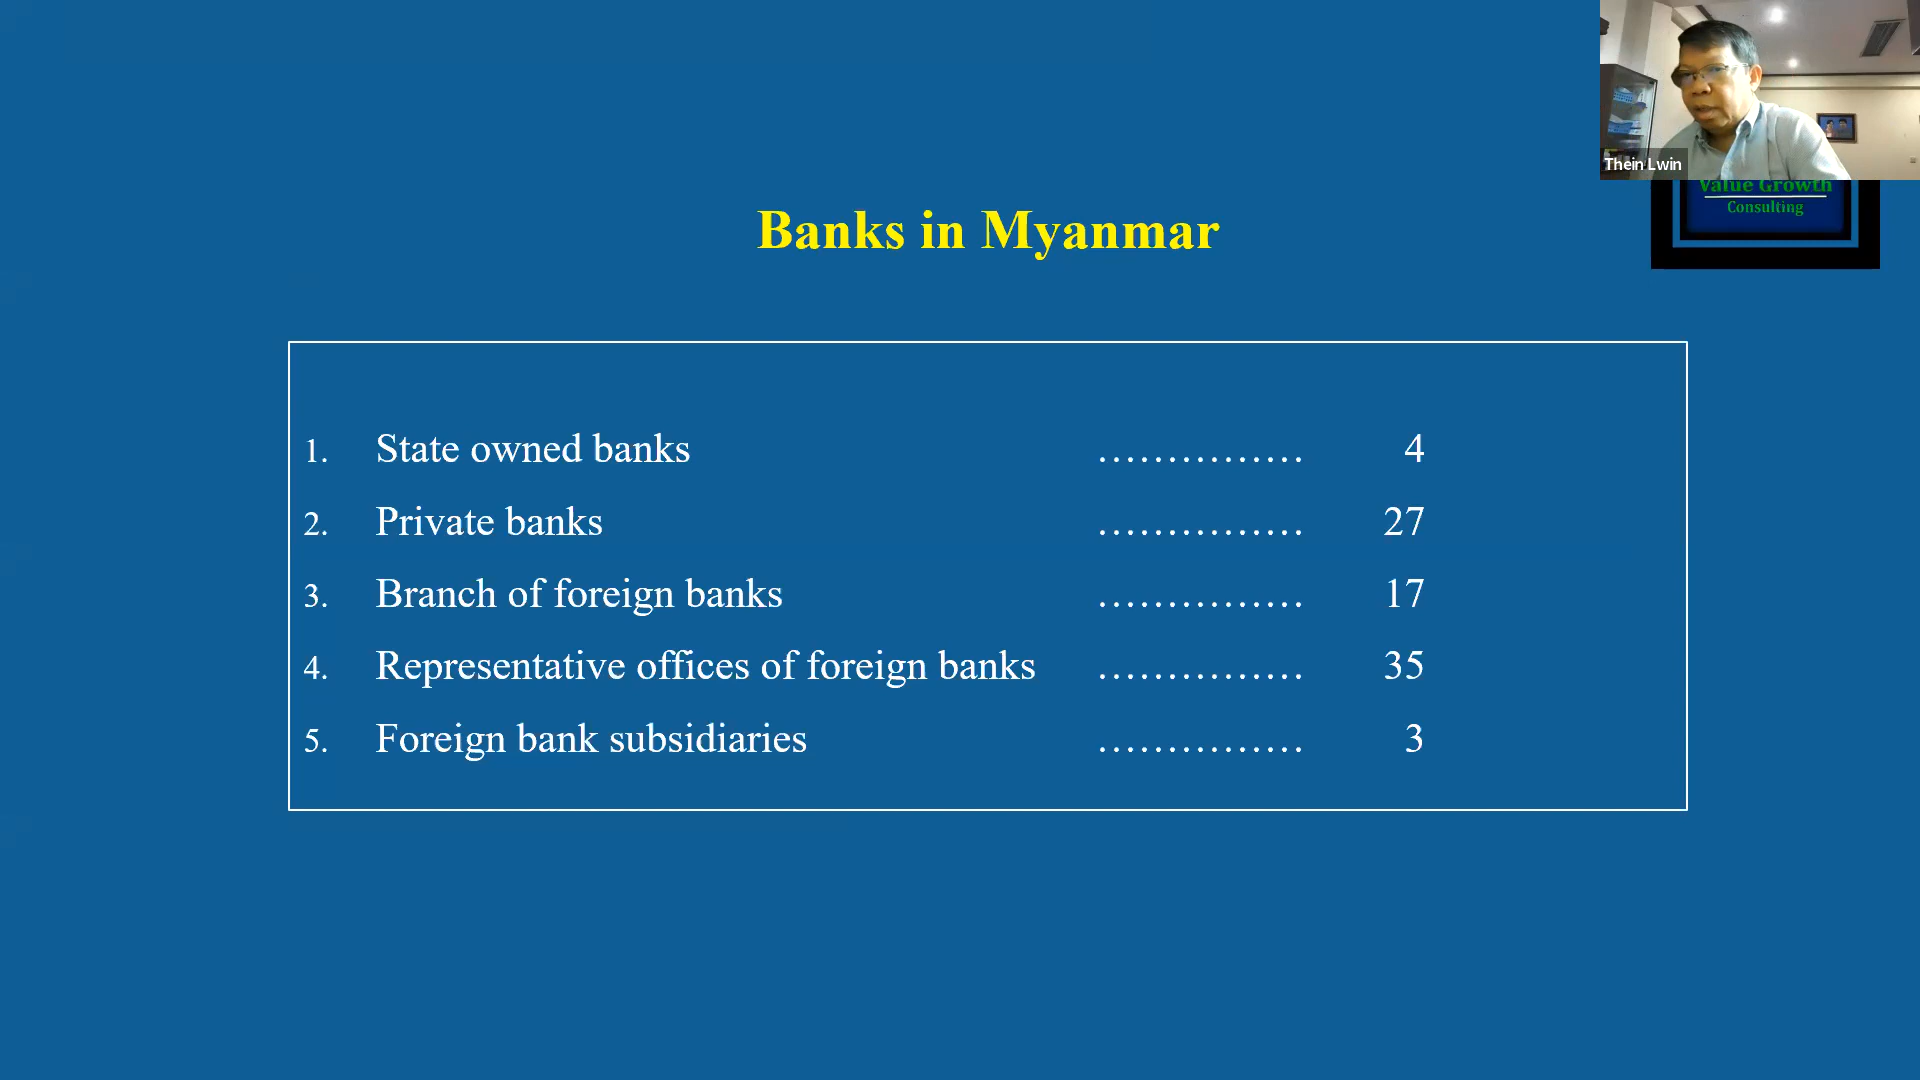 Thein Lwin
Value Growth
Consulting
Banks in Myanmar
1. State owned banks …………… 4
2. Private banks …………… 27
3. Branch of foreign banks …………… 17
4. Representative offices of foreign banks …………… 35
5. Foreign bank subsidiaries …………… 3